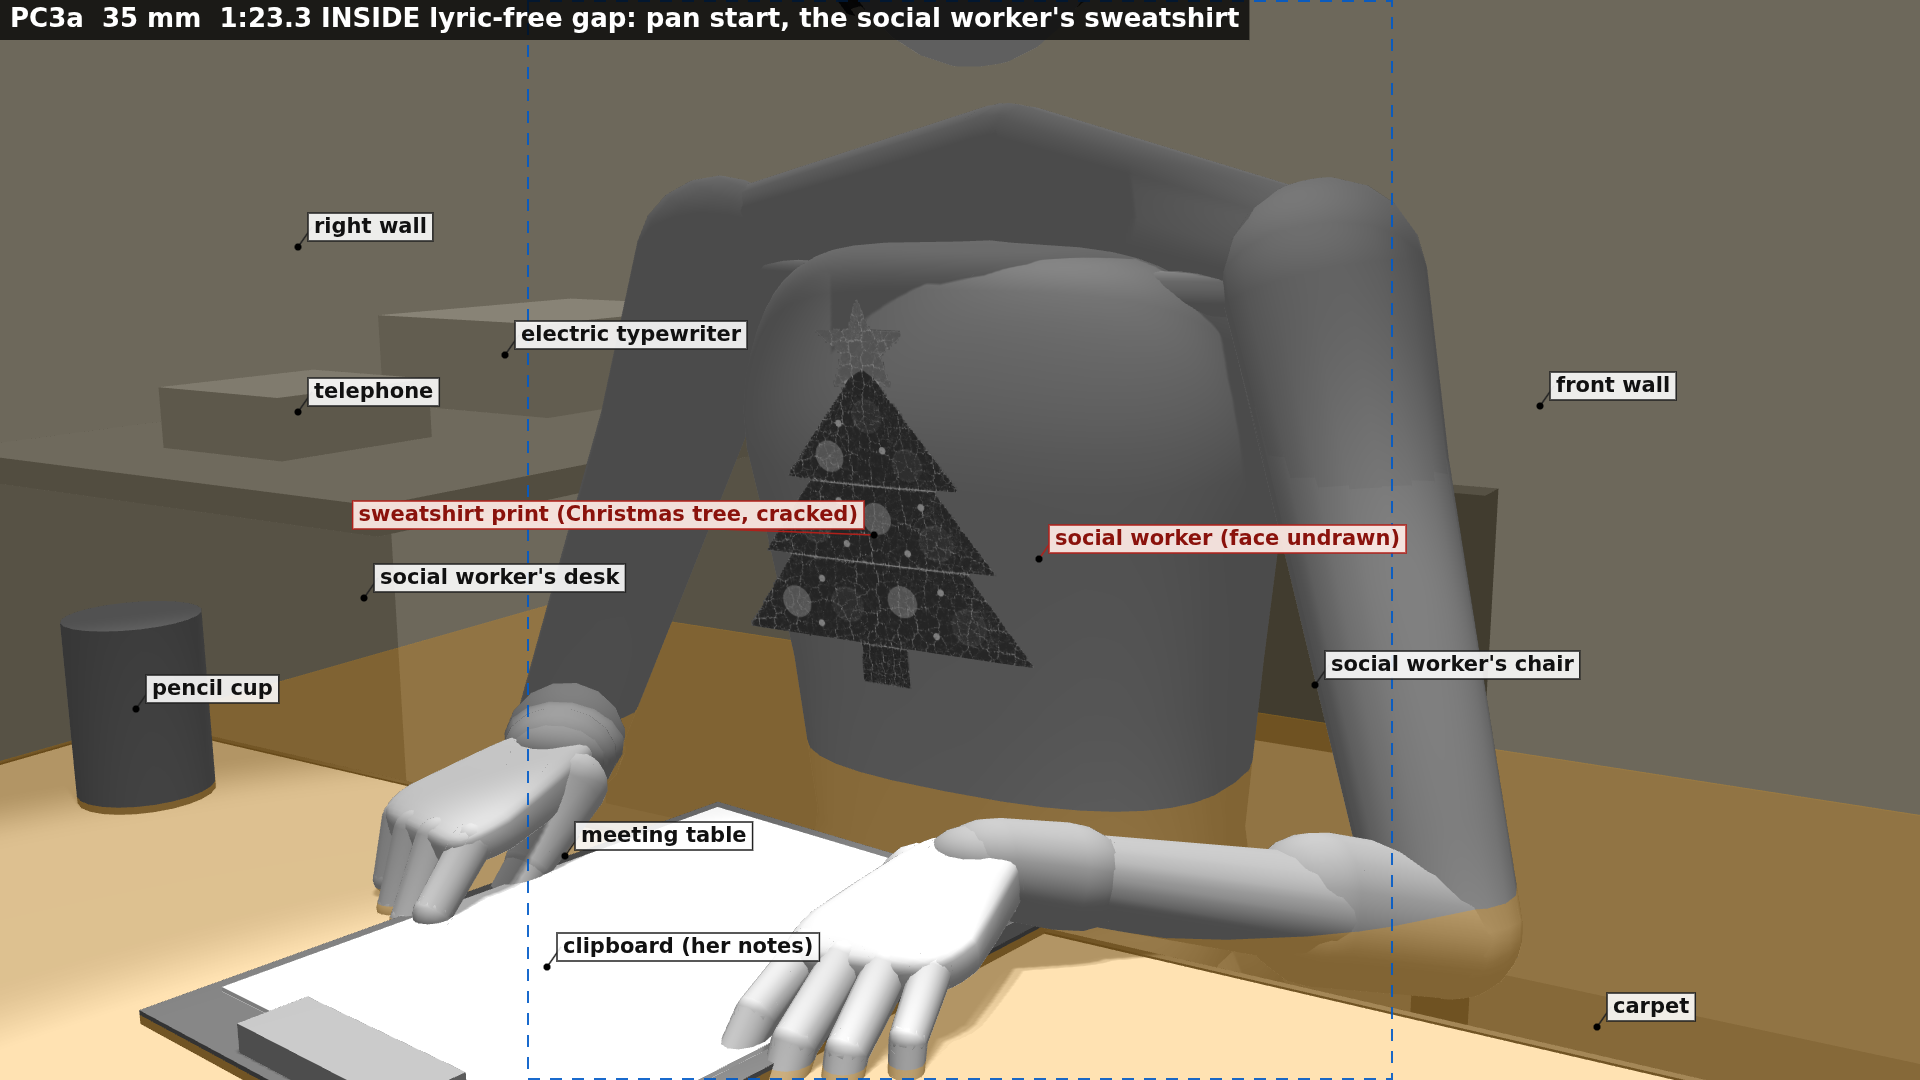 PC3a 35 mm 1:23.3 INSIDE lyric-free gap: pan start, the social worker's sweatshirt
right wall
electric typewriter
telephone
front wall
sweatshirt print (Christmas tree, cracked)
social worker (face undrawn)
social worker's desk
social worker's chair
pencil cup
meeting table
clipboard (her notes)
carpet